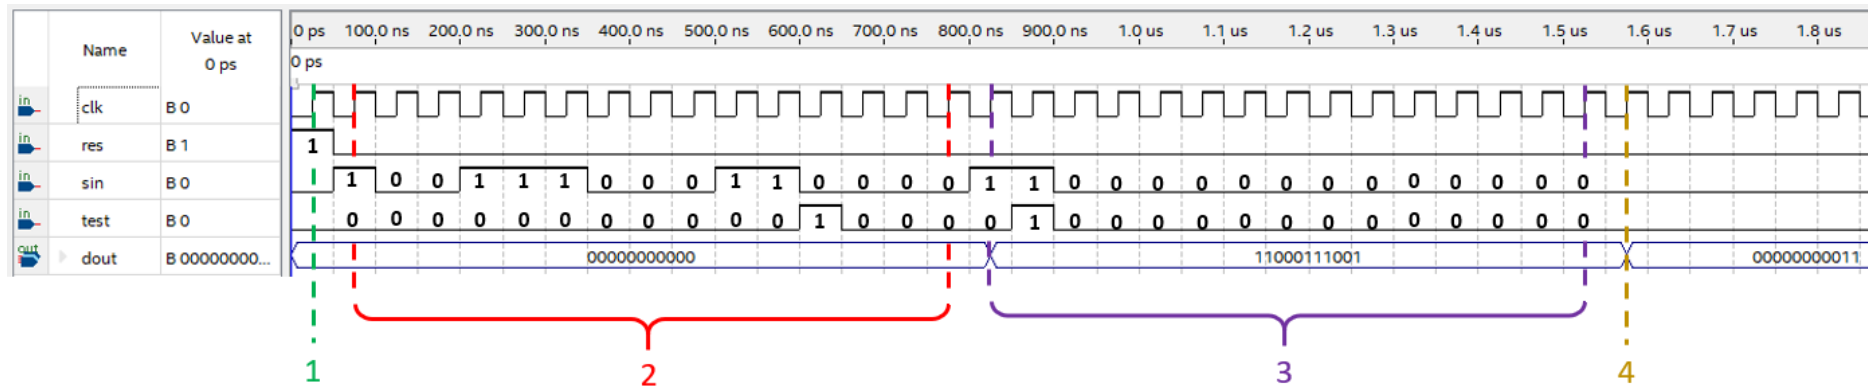 Name
Value at
0 ps
0 ps 100.0 ns 200.0 ns 300.0 ns 400.0 ns 500.0 ns 600.0 ns 700.0 ns 800.0 ns 900.0 ns 1.0 us 1.1 us 1.2 us 1.3 us 1.4 us 1.5 us 1.6 us 1.7 us 1.8 us
0 ps
in clk B 0
in res B 1 1
in sin B 0 1 0 0 1 1 1 0 0 0 1 1 0 0 0 0 1 1 0 0 0 0 0 0 0 0 0 0 0 0 0
in test B 0 0 0 0 0 0 0 0 0 0 0 0 1 0 0 0 0 1 0 0 0 0 0 0 0 0 0 0 0 0 0
out dout B 00000000... 00000000000 11000111001 00000000011
1 2 3 4